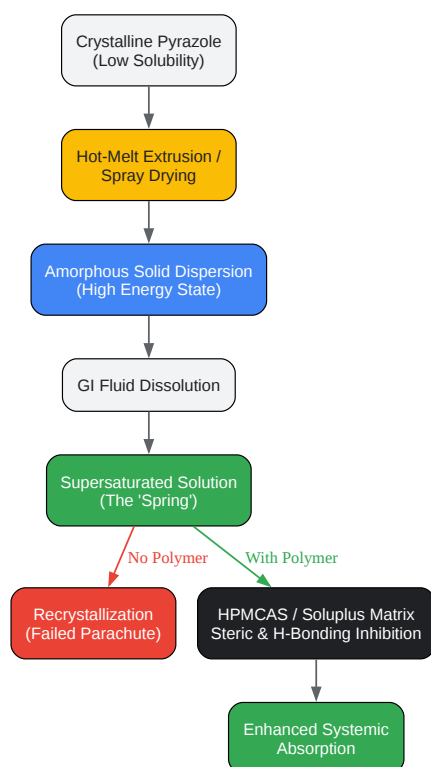 Crystalline Pyrazole
(Low Solubility)
Hot-Melt Extrusion /
Spray Drying
Amorphous Solid Dispersion
(High Energy State)
GI Fluid Dissolution
Supersaturated Solution
(The 'Spring')
No Polymer
With Polymer
Recrystallization
(Failed Parachute)
HPMCAS / Soluplus Matrix
Steric & H-Bonding Inhibition
Enhanced Systemic
Absorption